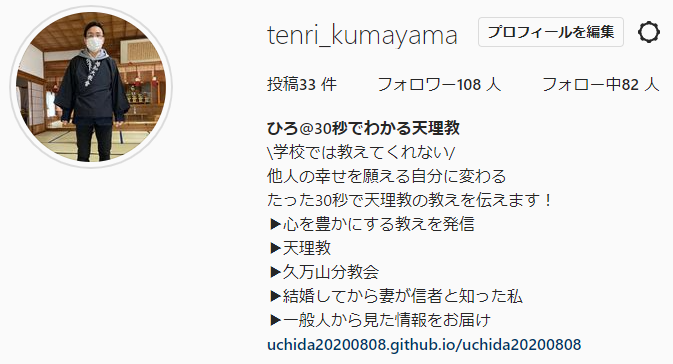 tenri_kumayama プロフィールを編集
投稿33 件 フォロワー108 人 フォロー中82 人
ひろ@30秒でわかる天理教
\学校では教えてくれない/
他人の幸せを願える自分に変わる
たった30秒で天理教の教えを伝えます！
▶心を豊かにする教えを発信
▶天理教
▶久万山分教会
▶結婚してから妻が信者と知った私
▶一般人から見た情報をお届け
uchida20200808.github.io/uchida20200808